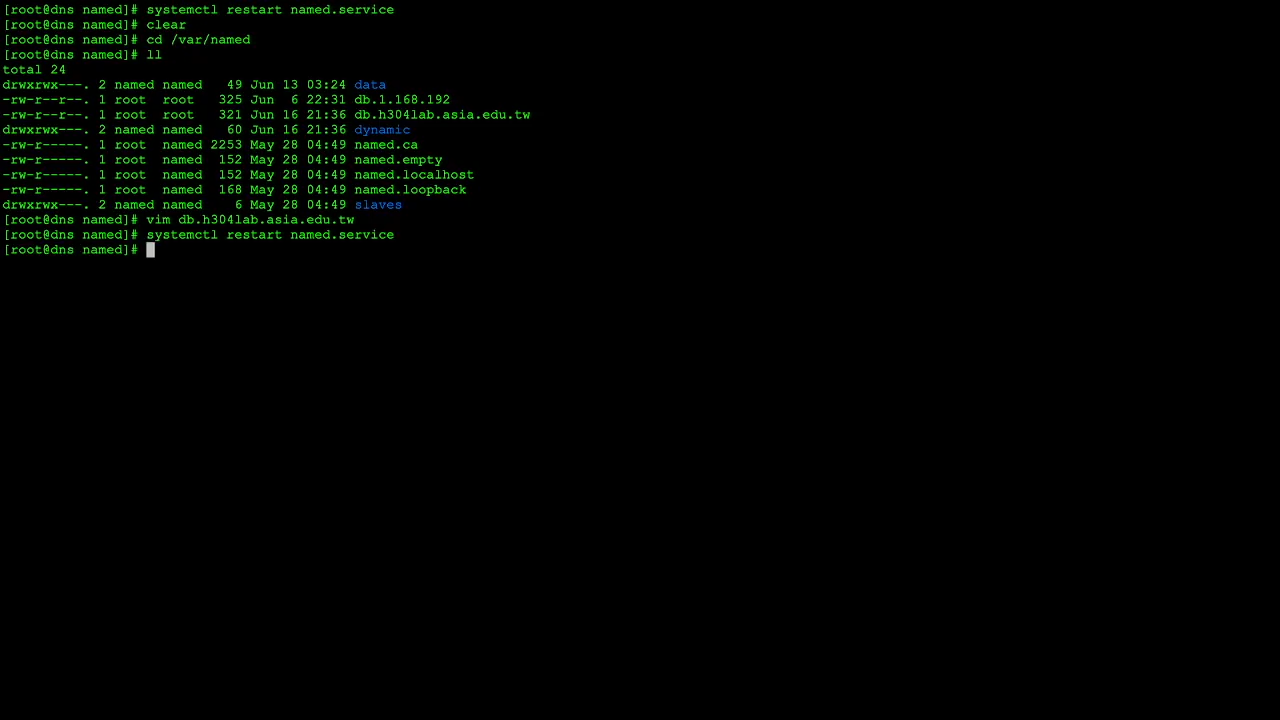 [root@dns named]# systemctl restart named.service
[root@dns named]# clear
[root@dns named]# cd /var/named
[root@dns named]# ll
total 24
drwxrwx---. 2 named named   49 Jun 13 03:24 data
-rw-r--r--. 1 root  root   325 Jun  6 22:31 db.1.168.192
-rw-r--r--. 1 root  root   321 Jun 16 21:36 db.h304lab.asia.edu.tw
drwxrwx---. 2 named named   60 Jun 16 21:36 dynamic
-rw-r-----. 1 root  named 2253 May 28 04:49 named.ca
-rw-r-----. 1 root  named  152 May 28 04:49 named.empty
-rw-r-----. 1 root  named  152 May 28 04:49 named.localhost
-rw-r-----. 1 root  named  168 May 28 04:49 named.loopback
drwxrwx---. 2 named named    6 May 28 04:49 slaves
[root@dns named]# vim db.h304lab.asia.edu.tw
[root@dns named]# systemctl restart named.service
[root@dns named]#